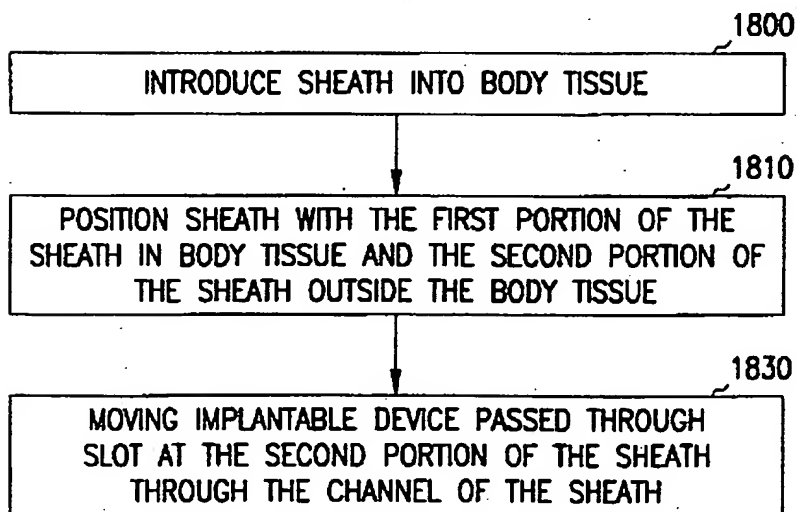 1800
INTRODUCE SHEATH INTO BODY TISSUE
1810
POSITION SHEATH WITH THE FIRST PORTION OF THE
SHEATH IN BODY TISSUE AND THE SECOND PORTION OF
THE SHEATH OUTSIDE THE BODY TISSUE
1830
MOVING IMPLANTABLE DEVICE PASSED THROUGH
SLOT AT THE SECOND PORTION OF THE SHEATH
THROUGH THE CHANNEL OF THE SHEATH